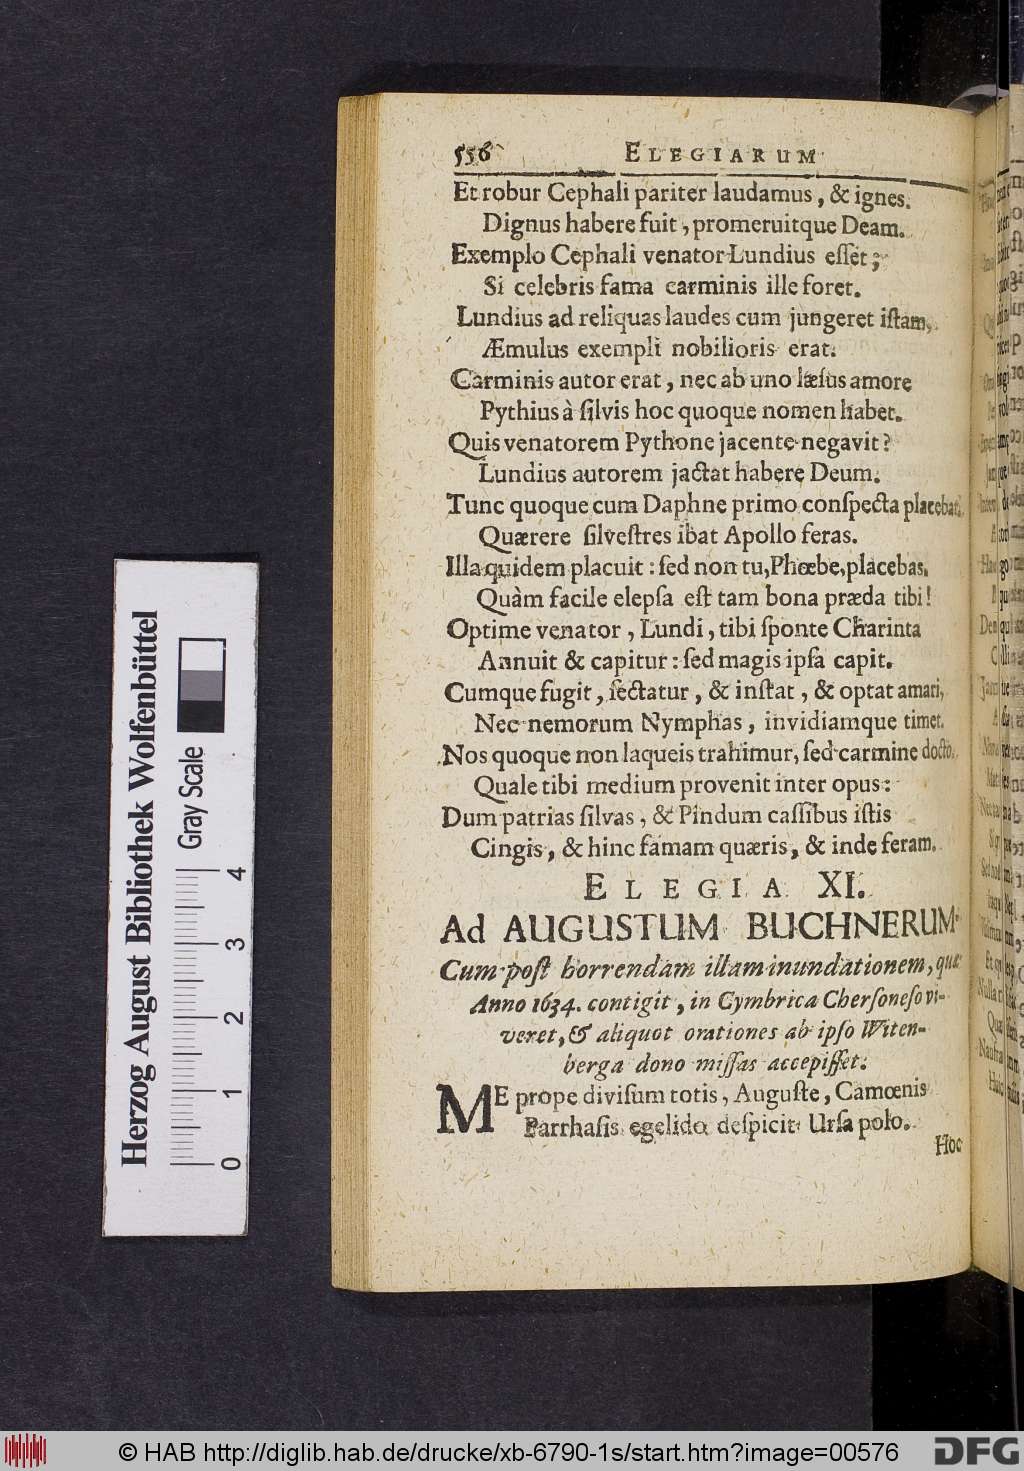 556 ELEGIARUM
Et robur Cephali pariter laudamus, & ignes.
Dignus habere fuit, promeruitque Deam.
Exemplo Cephali venator Lundius eſſet;
Si celebris fama carminis ille foret.
Lundius ad reliquas laudes cum jungeret iſtam,
Æmulus exempli nobilioris erat.
Carminis autor erat, nec ab uno læſus amore
Pythius à ſilvis hoc quoque nomen habet.
Quis venatorem Pythone jacente negavit?
Lundius autorem jactat habere Deum.
Tunc quoque cum Daphne primo conſpecta placebat,
Quærere ſilveſtres ibat Apollo feras.
Illa quidem placuit: ſed non tu, Phœbe, placebas.
Quàm facile elepſa eſt tam bona præda tibi!
Optime venator, Lundi, tibi ſponte Charinta
Annuit & capitur: ſed magis ipſa capit.
Cumque fugit, ſectatur, & inſtat, & optat amari,
Nec nemorum Nymphas, invidiamque timet.
Nos quoque non laqueis trahimur, ſed carmine docto,
Quale tibi medium provenit inter opus:
Dum patrias ſilvas, & Pindum caſſibus iſtis
Cingis, & hinc famam quæris, & inde feram.
ELEGIA XI.
Ad AUGUSTUM BUCHNERUM
Cum poſt horrendam illam inundationem, quæ
Anno 1634. contigit, in Cymbrica Cherſoneſo vi-
veret, & aliquot orationes ab ipſo Witen-
berga dono miſſas accepiſſet.
ME prope diviſum totis, Auguſte, Camœnis
Parrhaſis egelido deſpicit Urſa polo.
Hoc
Herzog August Bibliothek Wolfenbüttel
Gray Scale
0 1 2 3 4
© HAB http://diglib.hab.de/drucke/xb-6790-1s/start.htm?image=00576
DFG